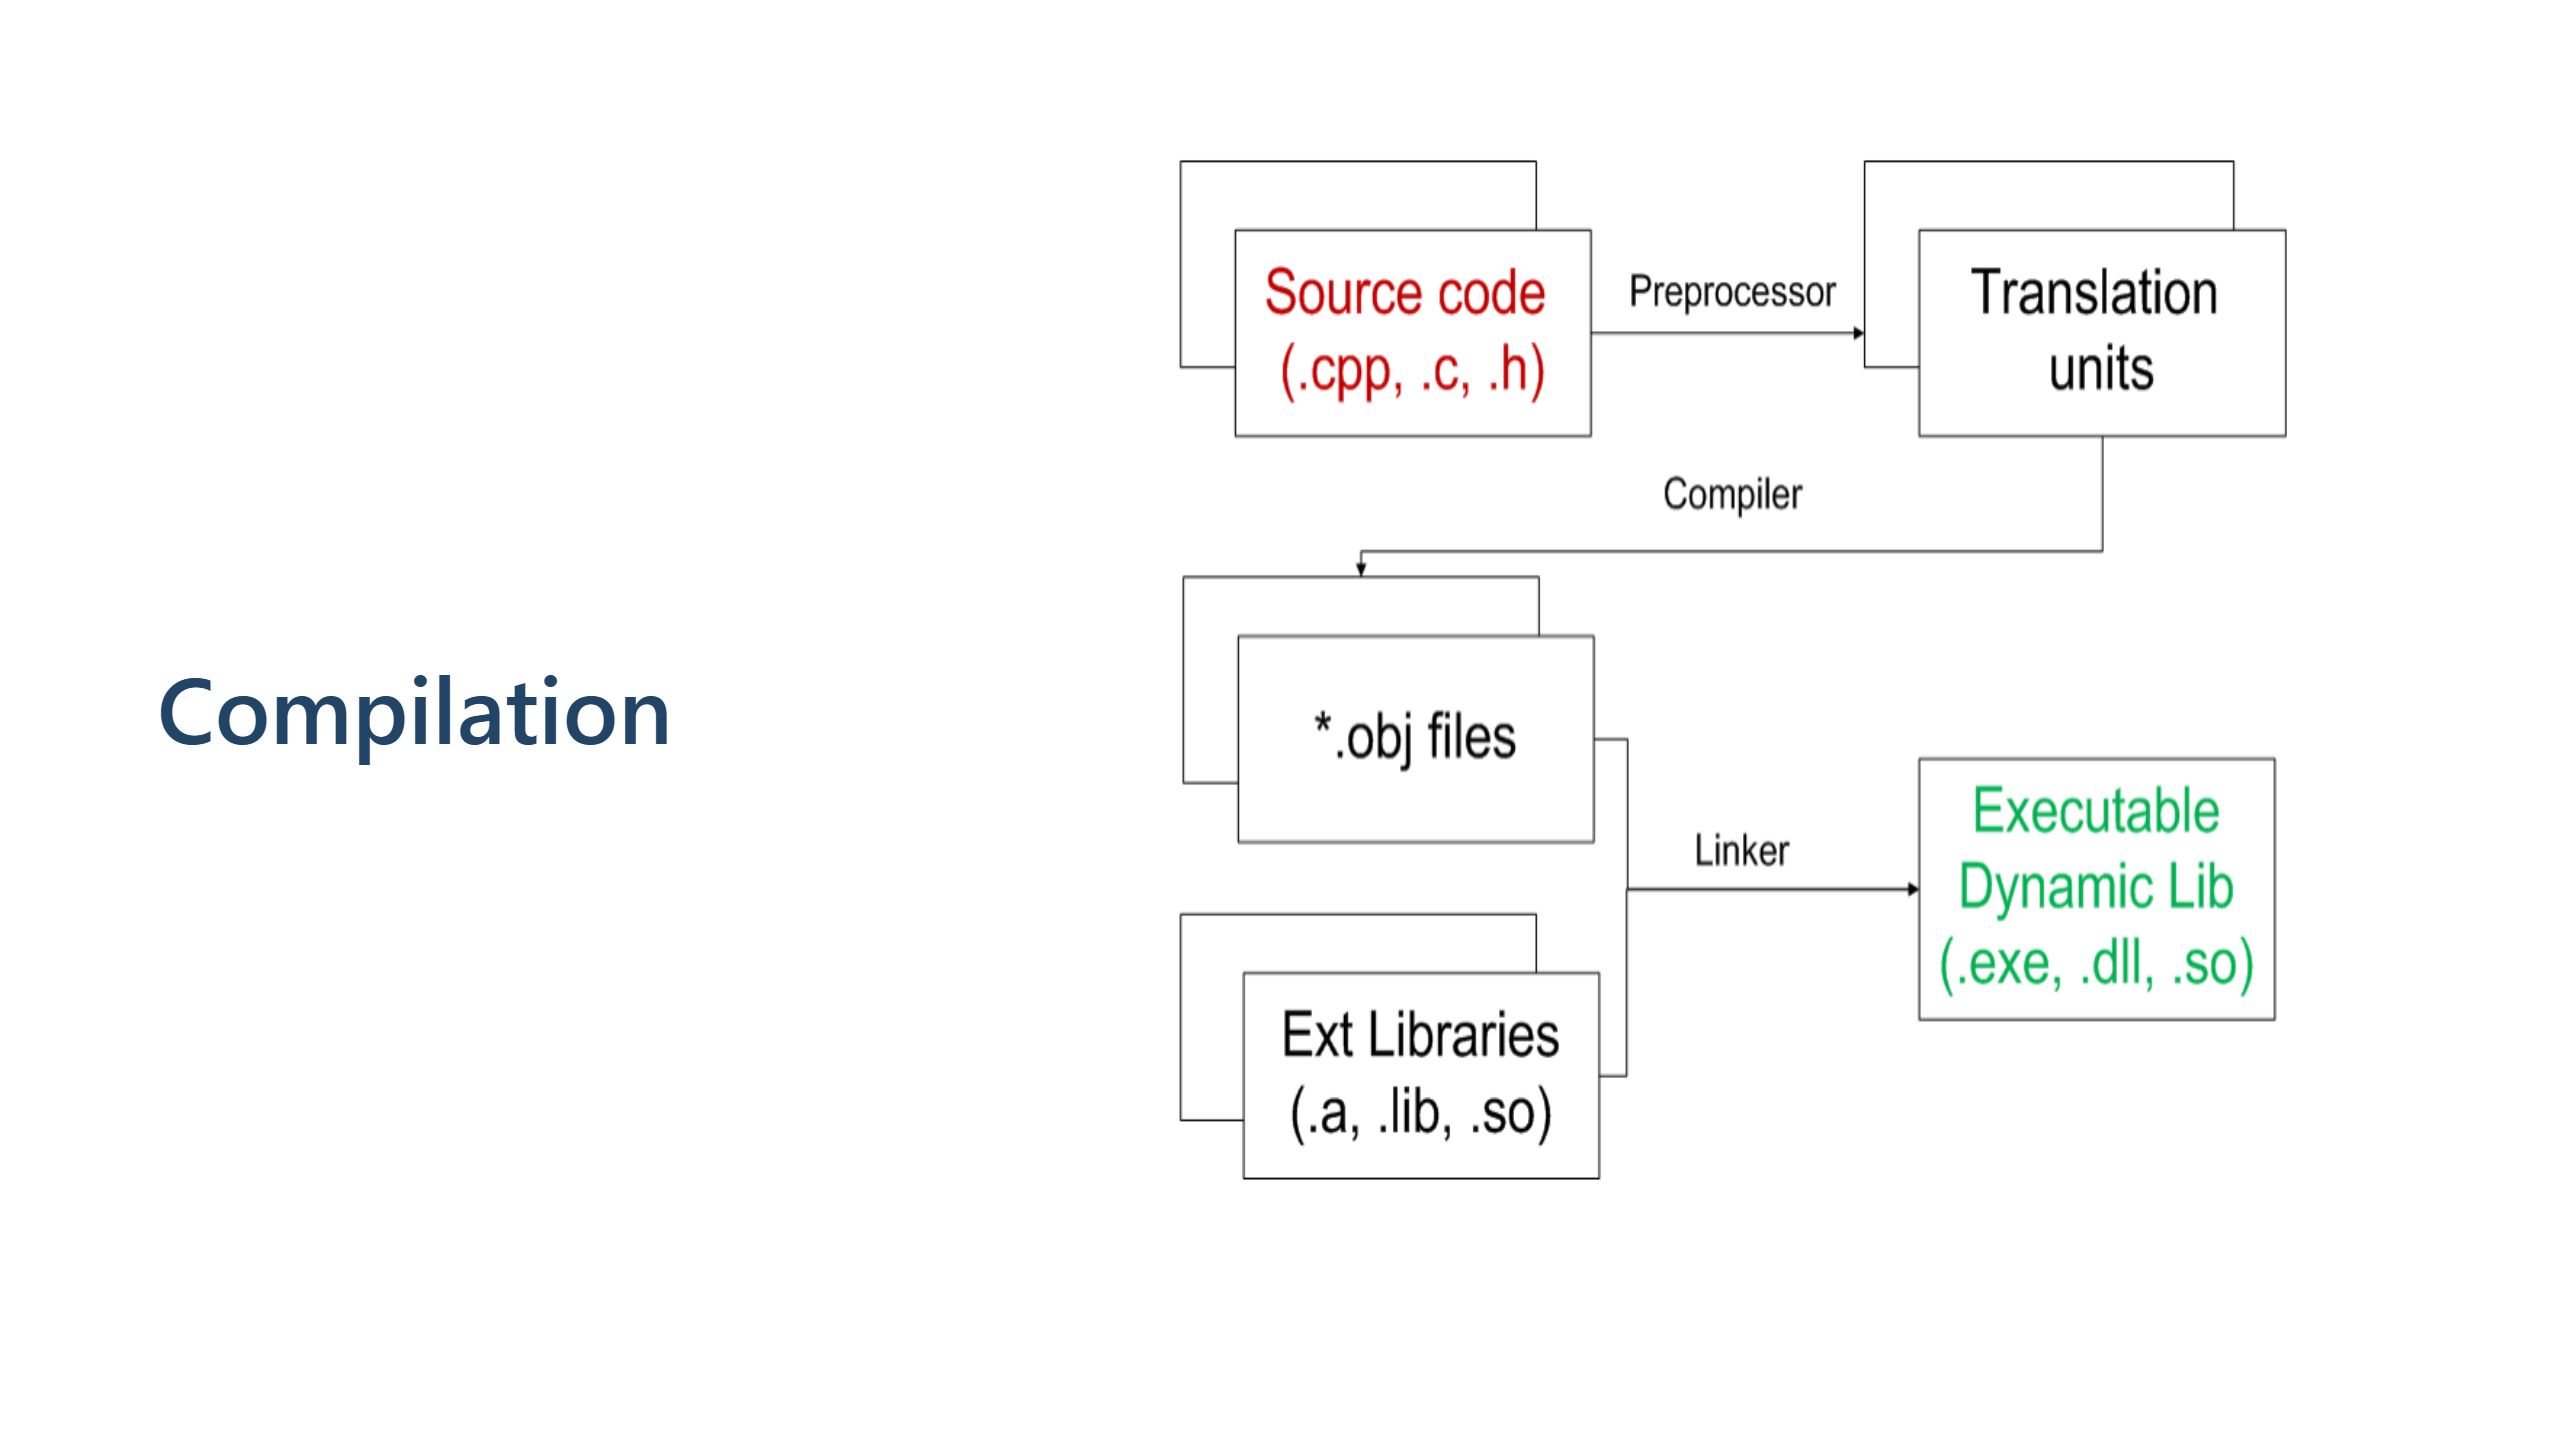 Compilation
Source code
(.cpp, .c, .h)
Preprocessor
Translation
units
Compiler
*.obj files
Linker
Executable
Dynamic Lib
(.exe, .dll, .so)
Ext Libraries
(.a, .lib, .so)